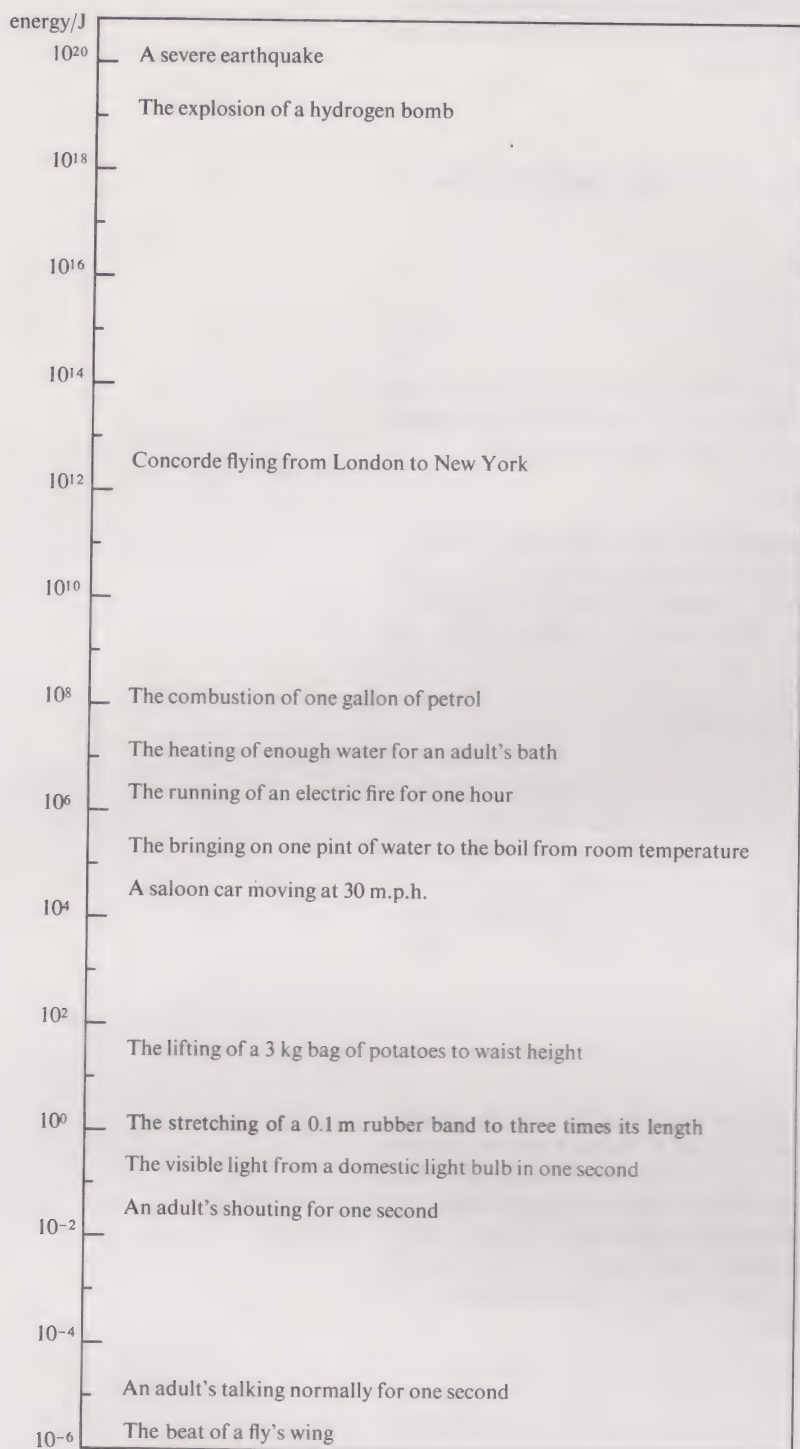 energy/J
10²⁰ A severe earthquake
The explosion of a hydrogen bomb
10¹⁸
10¹⁶
10¹⁴
Concorde flying from London to New York
10¹²
10¹⁰
10⁸ The combustion of one gallon of petrol
The heating of enough water for an adult's bath
10⁶ The running of an electric fire for one hour
The bringing on one pint of water to the boil from room temperature
A saloon car moving at 30 m.p.h.
10⁴
10²
The lifting of a 3 kg bag of potatoes to waist height
10⁰ The stretching of a 0.1 m rubber band to three times its length
The visible light from a domestic light bulb in one second
An adult's shouting for one second
10⁻²
10⁻⁴
An adult's talking normally for one second
10⁻⁶ The beat of a fly's wing